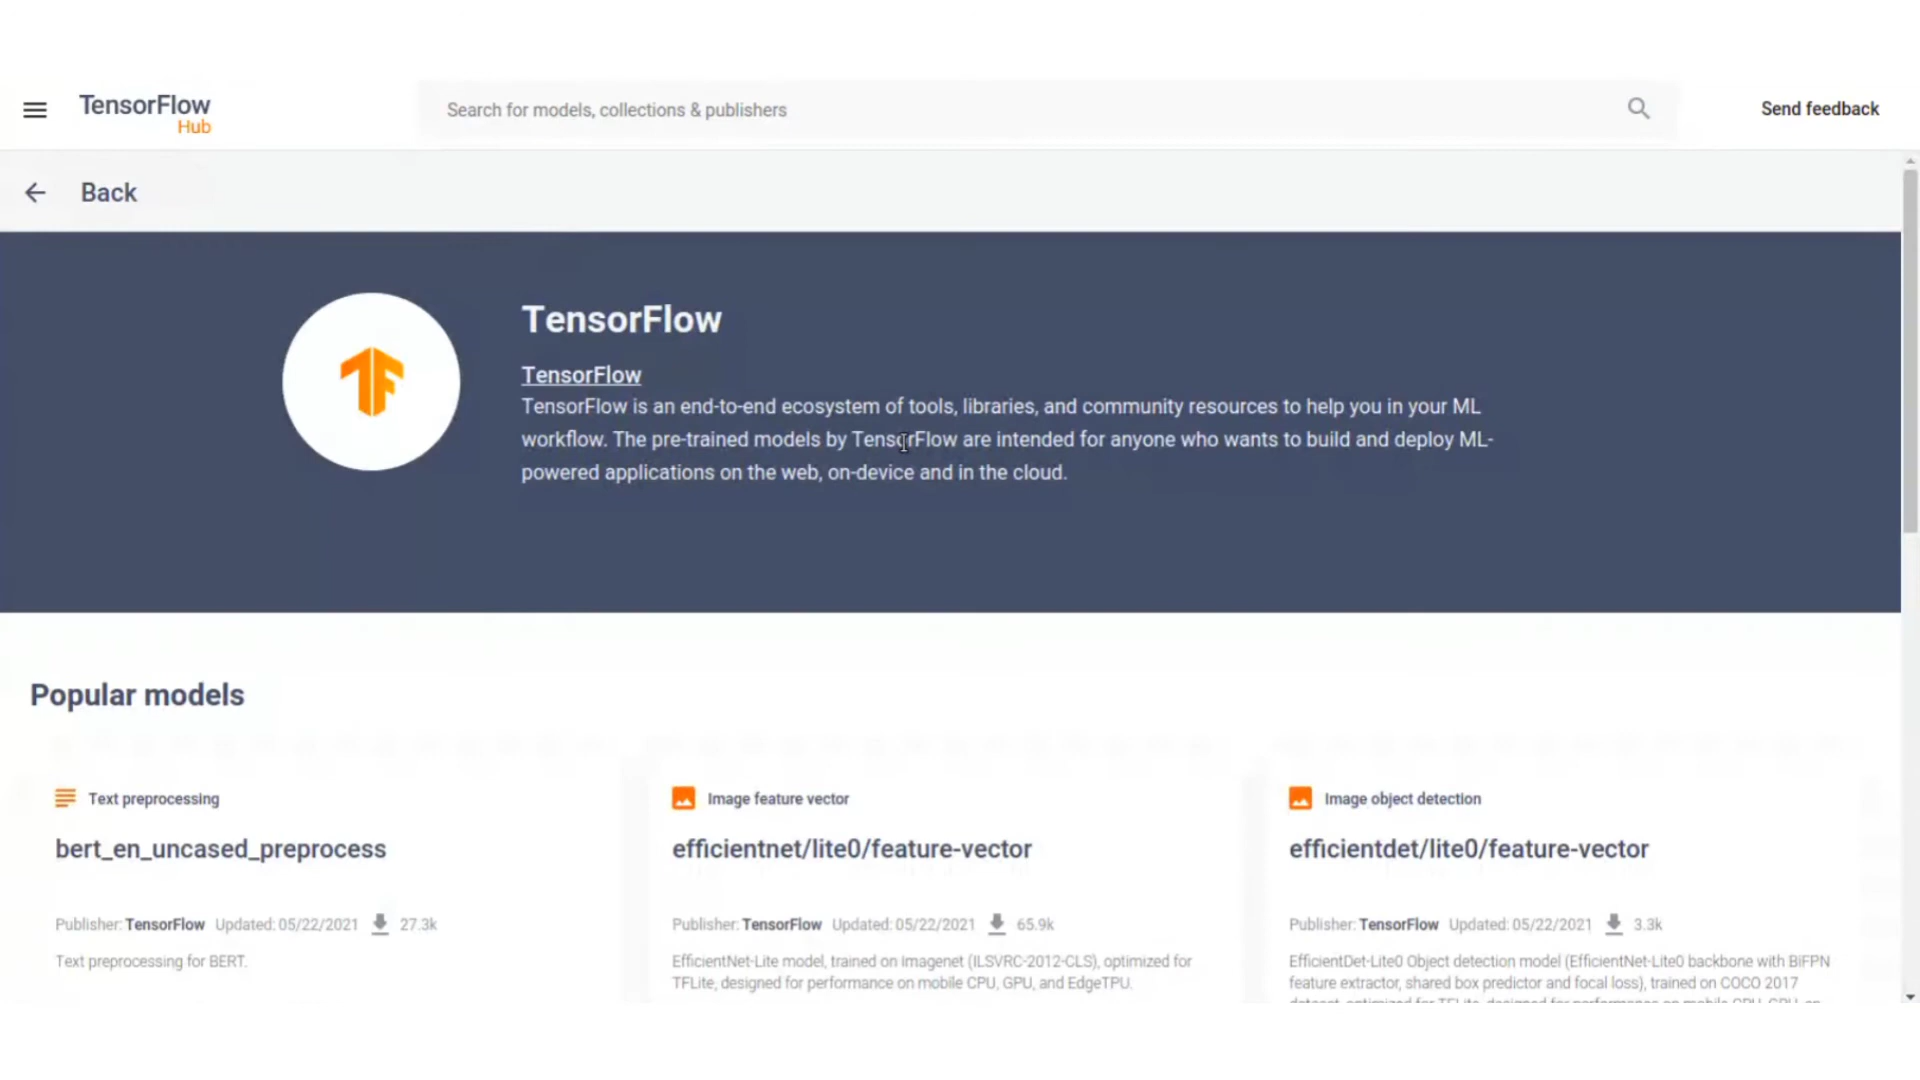 TensorFlow
Hub
Search for models, collections & publishers
Send feedback
Back
TensorFlow
TensorFlow
TensorFlow is an end-to-end ecosystem of tools, libraries, and community resources to help you in your ML
workflow. The pre-trained models by TensorFlow are intended for anyone who wants to build and deploy ML-
powered applications on the web, on-device and in the cloud.
Popular models
Text preprocessing
bert_en_uncased_preprocess
Publisher: TensorFlow Updated: 05/22/2021 27.3k
Text preprocessing for BERT.
Image feature vector
efficientnet/lite0/feature-vector
Publisher: TensorFlow Updated: 05/22/2021 65.9k
EfficientNet-Lite model, trained on Imagenet (ILSVRC-2012-CLS), optimized for
TFLite, designed for performance on mobile CPU, GPU, and EdgeTPU.
Image object detection
efficientdet/lite0/feature-vector
Publisher: TensorFlow Updated: 05/22/2021 3.3k
EfficientDet-Lite0 Object detection model (EfficientNet-Lite0 backbone with BiFPN
feature extractor, shared box predictor and focal loss), trained on COCO 2017